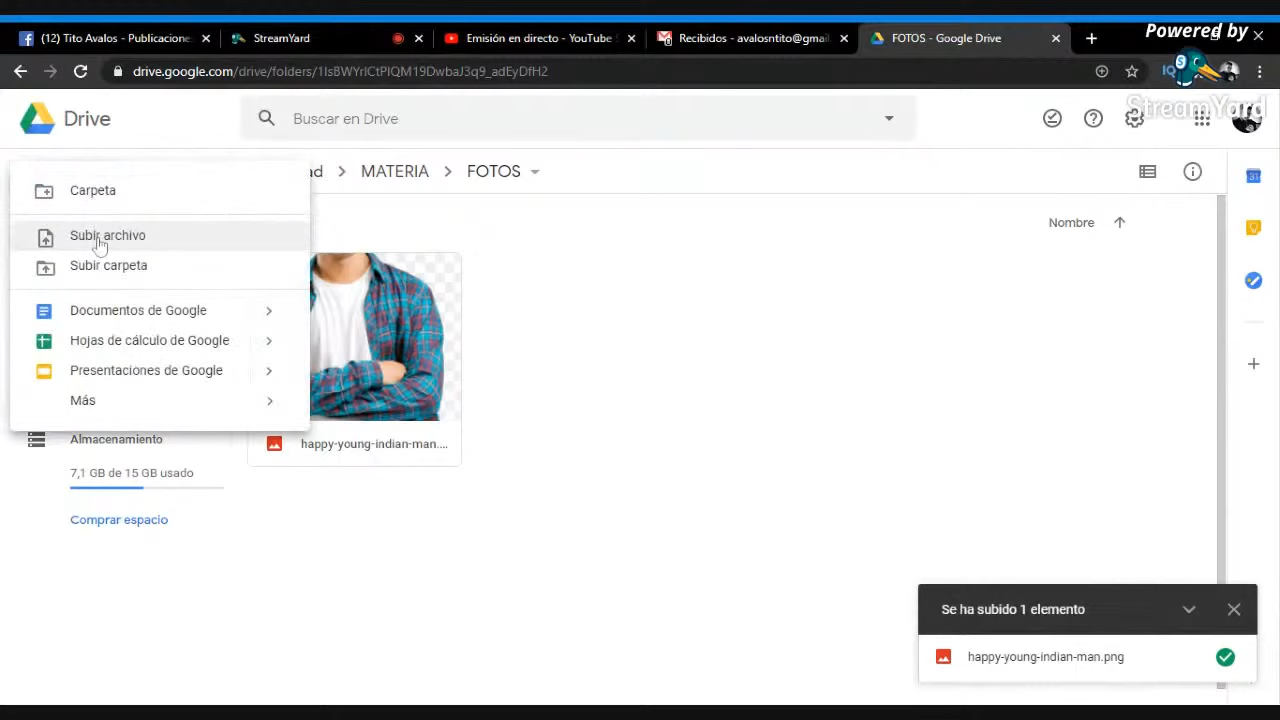 (12) Tito Avalos - Publicacione
StreamYard
Emisión en directo - YouTube
Recibidos - avalosntito@gmail
FOTOS - Google Drive
Powered by
StreamYard
drive.google.com/drive/folders/1IsBWYrlCtPIQM19DwbaJ3q9_adEyDfH2
Drive
Buscar en Drive
ad > MATERIA > FOTOS
Nombre
Carpeta
Subir archivo
Subir carpeta
Documentos de Google
Hojas de cálculo de Google
Presentaciones de Google
Más
Almacenamiento
7,1 GB de 15 GB usado
Comprar espacio
happy-young-indian-man....
Se ha subido 1 elemento
happy-young-indian-man.png
31